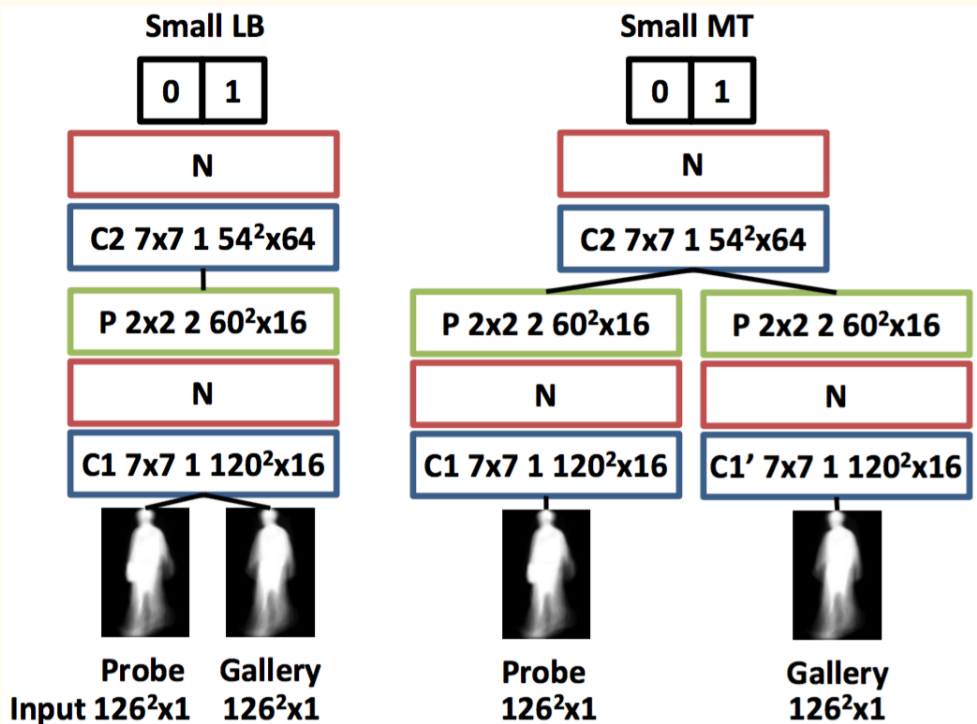 Small LB
0 1
N
C2 7x7 1 54²x64
P 2x2 2 60²x16
N
C1 7x7 1 120²x16
Probe Gallery
Input 126²x1 126²x1
Small MT
0 1
N
C2 7x7 1 54²x64
P 2x2 2 60²x16 P 2x2 2 60²x16
N N
C1 7x7 1 120²x16 C1’ 7x7 1 120²x16
Probe Gallery
126²x1 126²x1